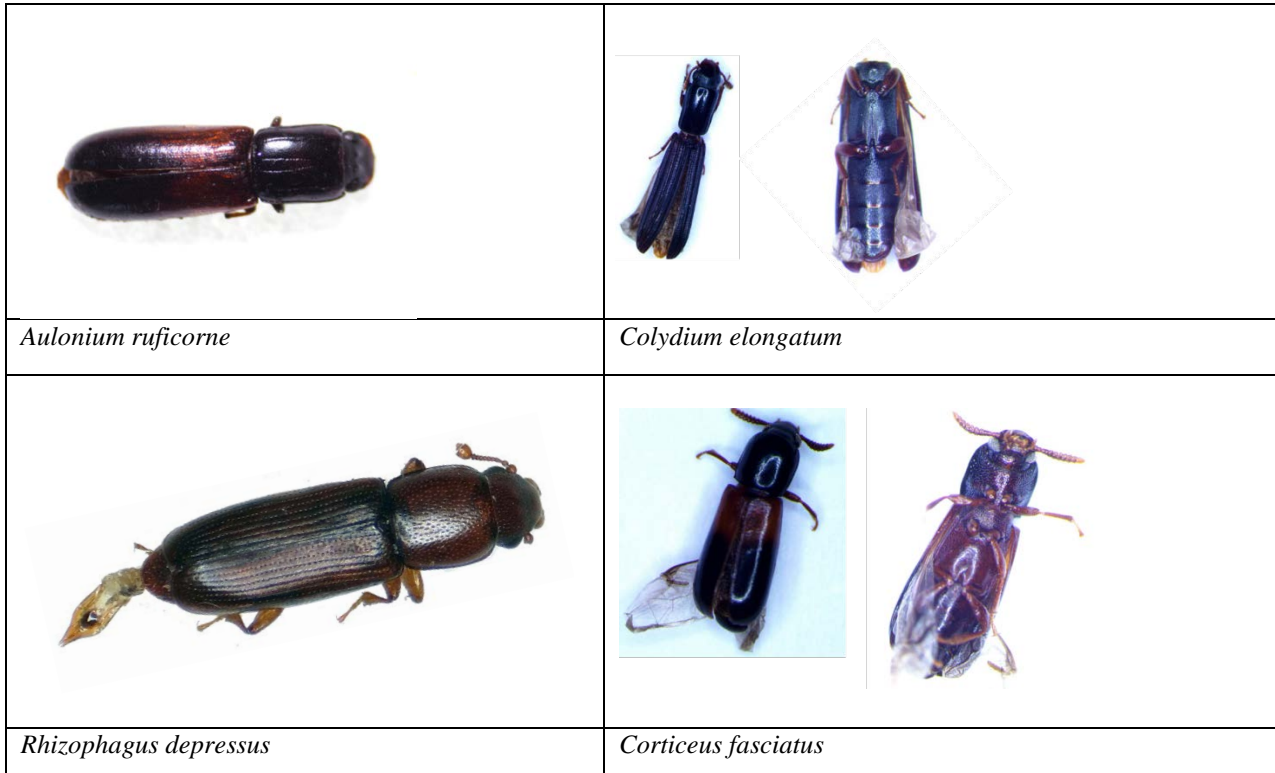 Aulonium ruficorne
Colydium elongatum
Rhizophagus depressus
Corticeus fasciatus